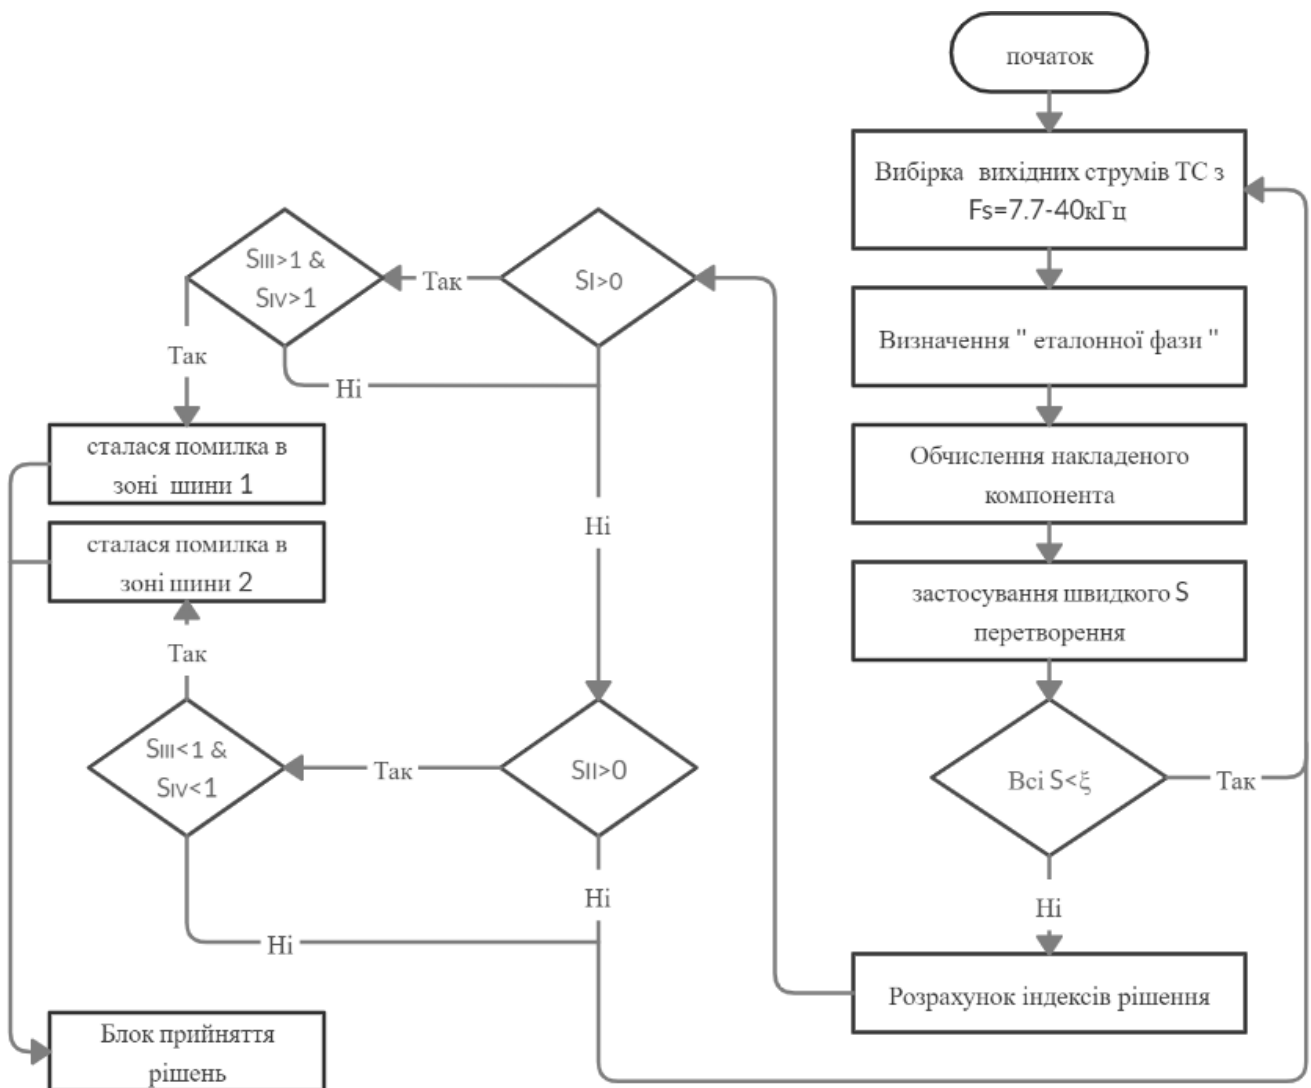 початок
Вибірка вихідних струмів ТС з
Fs=7.7-40кГц
Визначення " еталонної фази "
Обчислення накладеного
компонента
застосування швидкого S
перетворення
Всі S<ξ
Так
Ні
Розрахунок індексів рішення
SI>0
Так
SIII>1 &
SIV>1
Так
Ні
сталася помилка в
зоні шини 1
сталася помилка в
зоні шини 2
Ні
Так
SII>0
Так
SIII<1 &
SIV<1
Ні
Ні
Блок прийняття
рішень